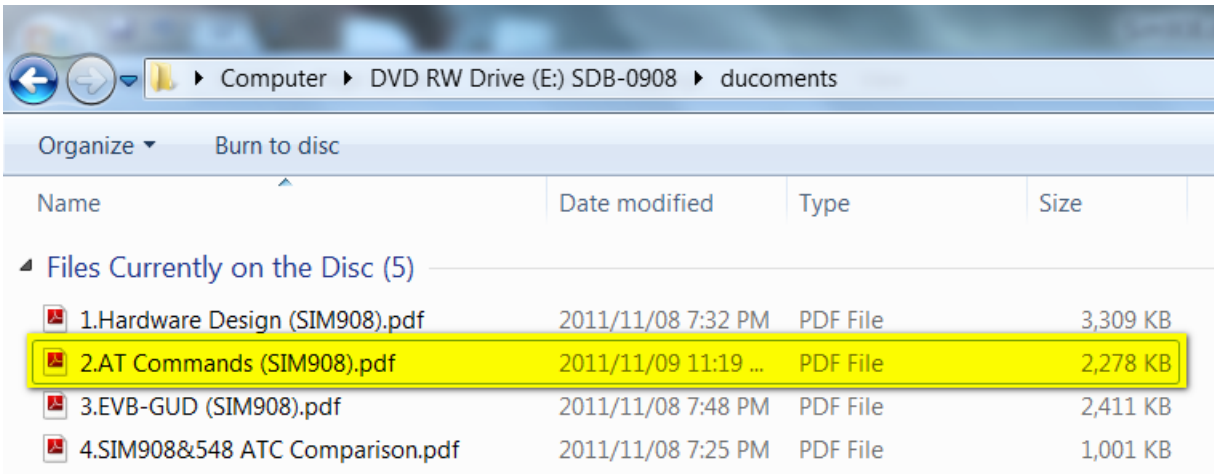 Computer DVD RW Drive (E:) SDB-0908 ducoments
Organize Burn to disc
Name Date modified Type Size
Files Currently on the Disc (5)
1.Hardware Design (SIM908).pdf 2011/11/08 7:32 PM PDF File 3,309 KB
2.AT Commands (SIM908).pdf 2011/11/09 11:19 ... PDF File 2,278 KB
3.EVB-GUD (SIM908).pdf 2011/11/08 7:48 PM PDF File 2,411 KB
4.SIM908&548 ATC Comparison.pdf 2011/11/08 7:25 PM PDF File 1,001 KB